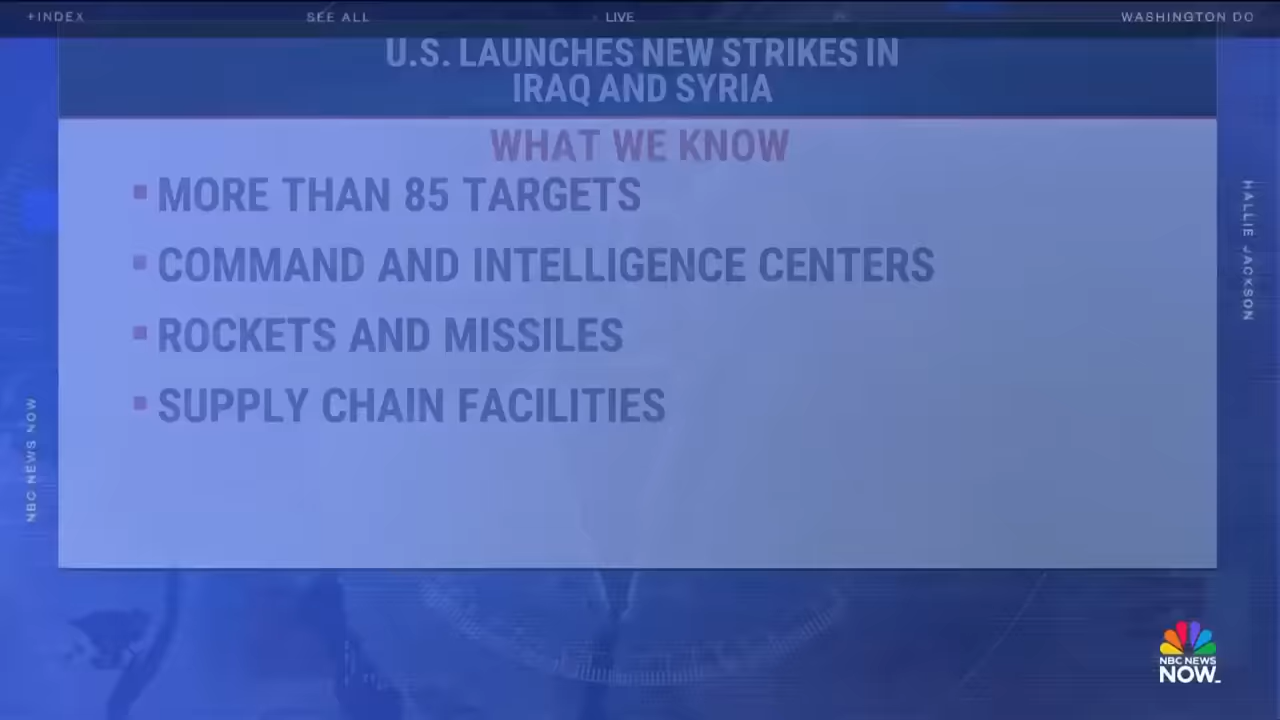 +INDEX
SEE ALL
LIVE
WASHINGTON DC
U.S. LAUNCHES NEW STRIKES IN
IRAQ AND SYRIA
WHAT WE KNOW
▪ MORE THAN 85 TARGETS
▪ COMMAND AND INTELLIGENCE CENTERS
▪ ROCKETS AND MISSILES
▪ SUPPLY CHAIN FACILITIES
HALLIE JACKSON
NBC NEWS NOW
NBC NEWS
NOW_